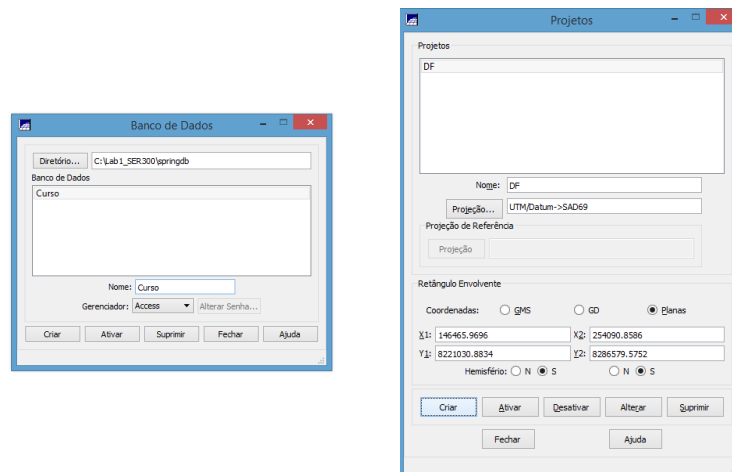 Banco de Dados
Diretório... C:\Lab1_SER300\springdb
Banco de Dados
Curso
Nome: Curso
Gerenciador: Access Alterar Senha...
Criar Ativar Suprimir Fechar Ajuda
Projetos
Projetos
DF
Nome: DF
Projeção... UTM/Datum->SAD69
Projeção de Referência
Projeção
Retângulo Envolvente
Coordenadas: GMS GD Planas
X1: 146465.9696 X2: 254090.8586
Y1: 8221030.8834 Y2: 8286579.5752
Hemisfério: N S N S
Criar Ativar Desativar Alterar Suprimir
Fechar Ajuda